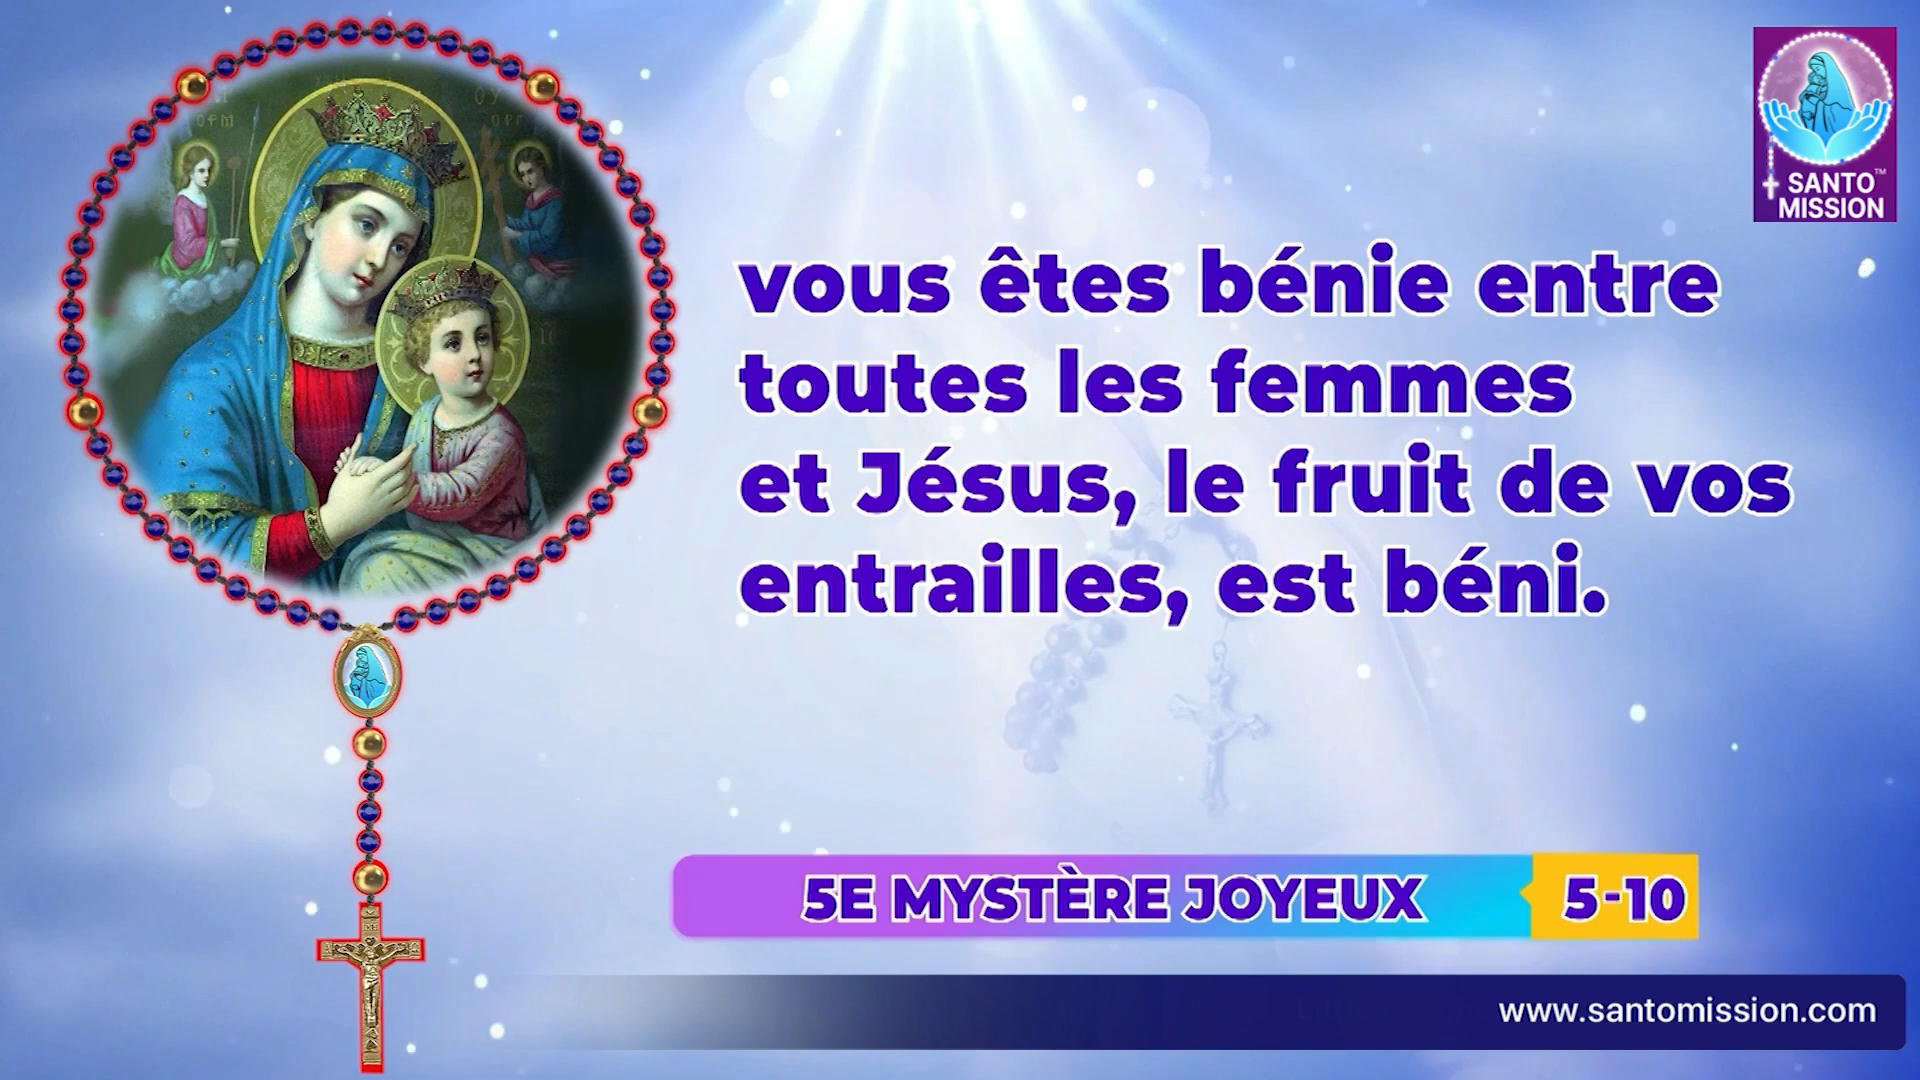 SANTO™
MISSION
vous êtes bénie entre
toutes les femmes
et Jésus, le fruit de vos
entrailles, est béni.
5E MYSTÈRE JOYEUX
5-10
www.santomission.com